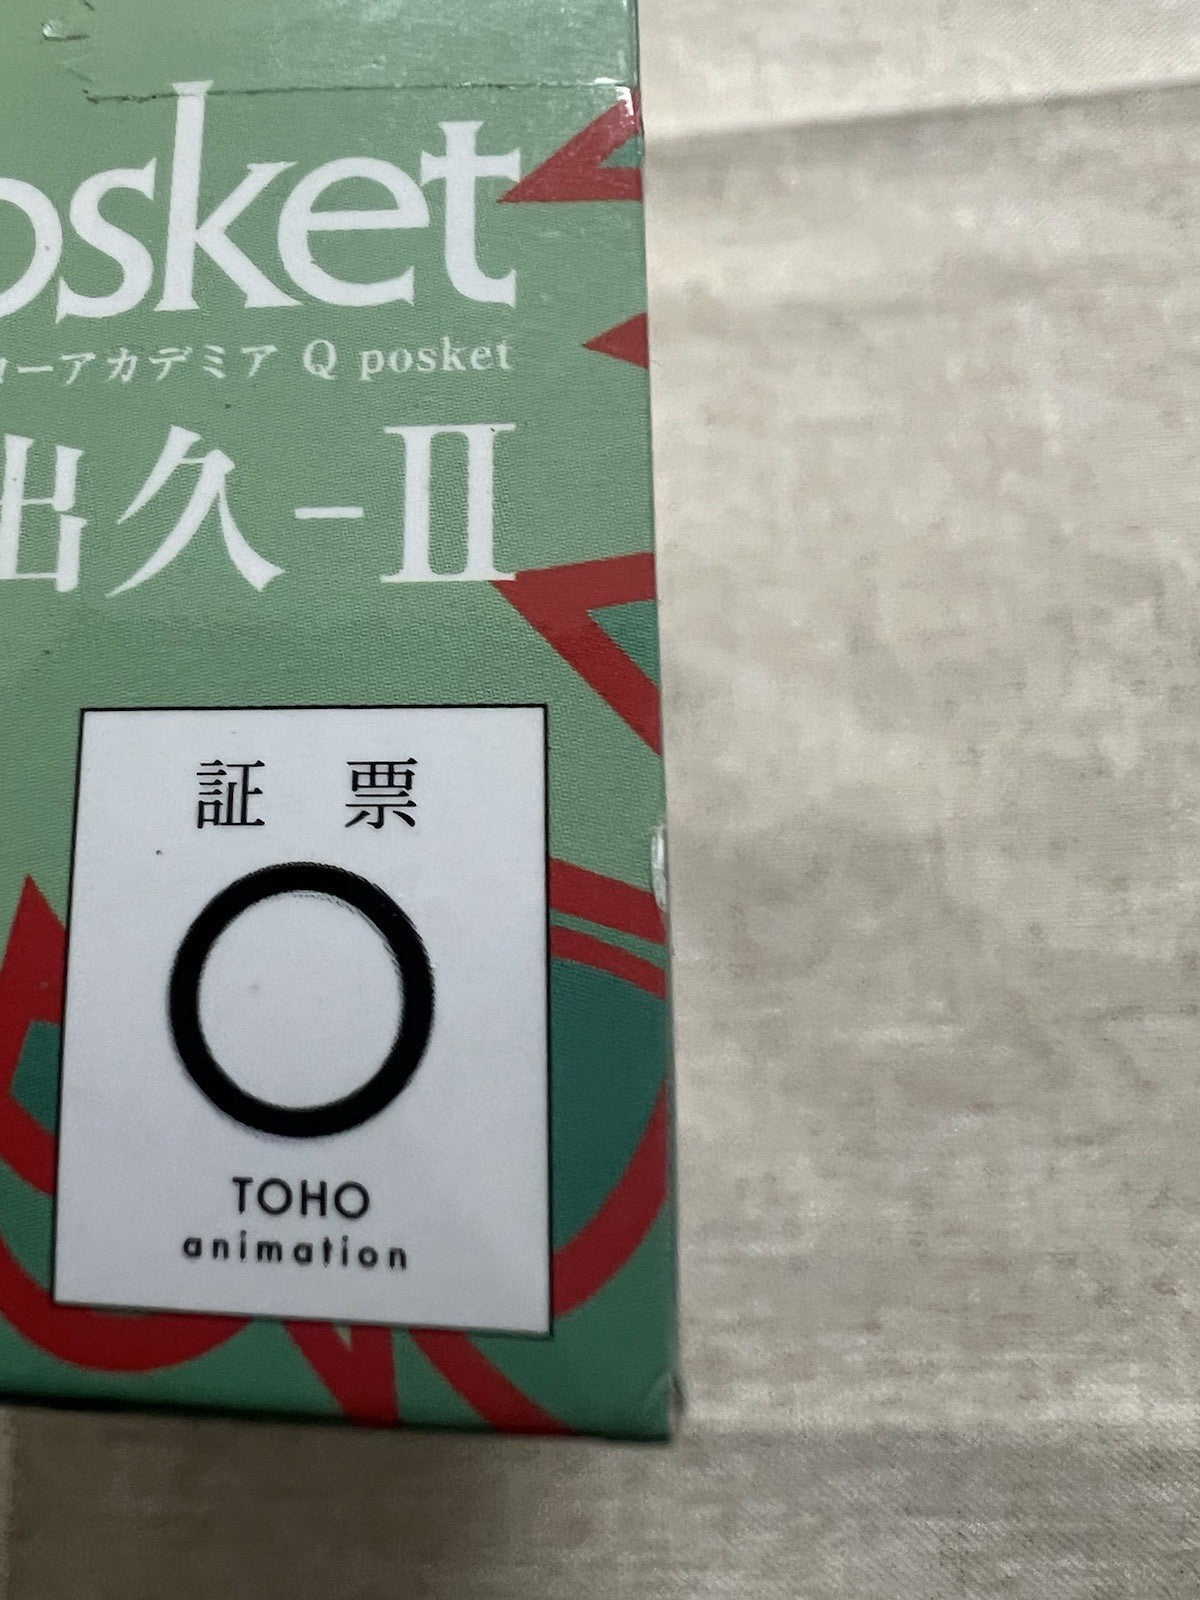 osket
ーアカデミア Q posket
出久-II
証 票
TOHO
animation